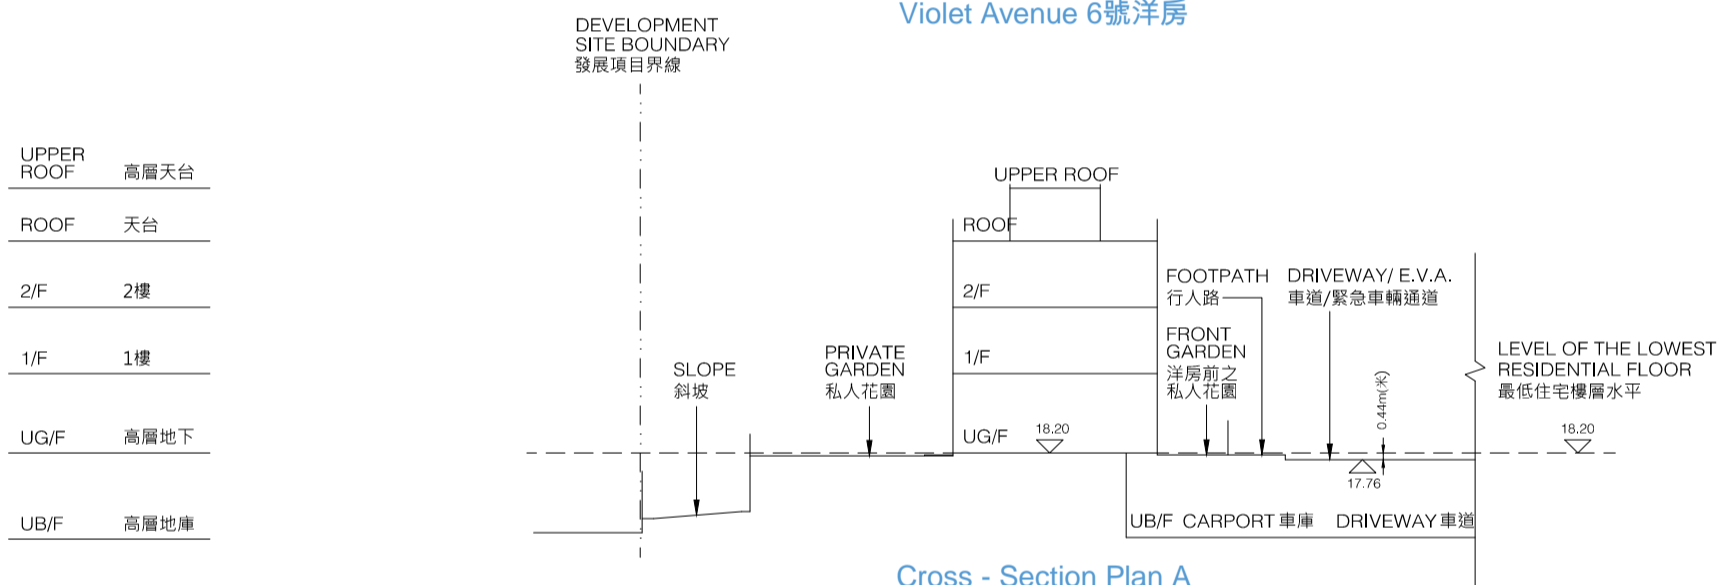 Violet Avenue 6號洋房
DEVELOPMENT
SITE BOUNDARY
發展項目界線
UPPER
ROOF 高層天台
ROOF 天台
2/F 2樓
1/F 1樓
UG/F 高層地下
UB/F 高層地庫
SLOPE
斜坡
PRIVATE
GARDEN
私人花園
UPPER ROOF
ROOF
2/F
1/F
UG/F 18.20
FOOTPATH
行人路
FRONT
GARDEN
洋房前之
私人花園
DRIVEWAY/ E.V.A.
車道/緊急車輛通道
0.44m(米)
17.76
LEVEL OF THE LOWEST
RESIDENTIAL FLOOR
最低住宅樓層水平
18.20
UB/F CARPORT 車庫 DRIVEWAY 車道
Cross - Section Plan A